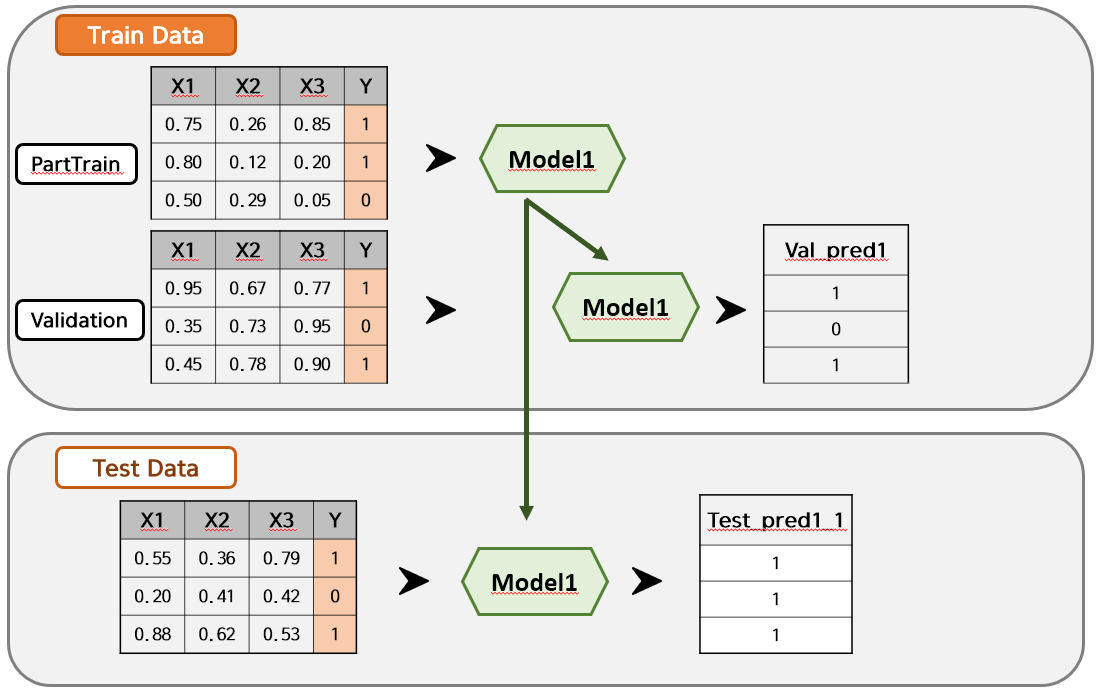 Train Data
X1 X2 X3 Y
0.75 0.26 0.85 1
0.80 0.12 0.20 1
0.50 0.29 0.05 0
PartTrain
Model1
X1 X2 X3 Y
0.95 0.67 0.77 1
0.35 0.73 0.95 0
0.45 0.78 0.90 1
Validation
Model1
Val_pred1
1
0
1
Test Data
X1 X2 X3 Y
0.55 0.36 0.79 1
0.20 0.41 0.42 0
0.88 0.62 0.53 1
Model1
Test_pred1_1
1
1
1